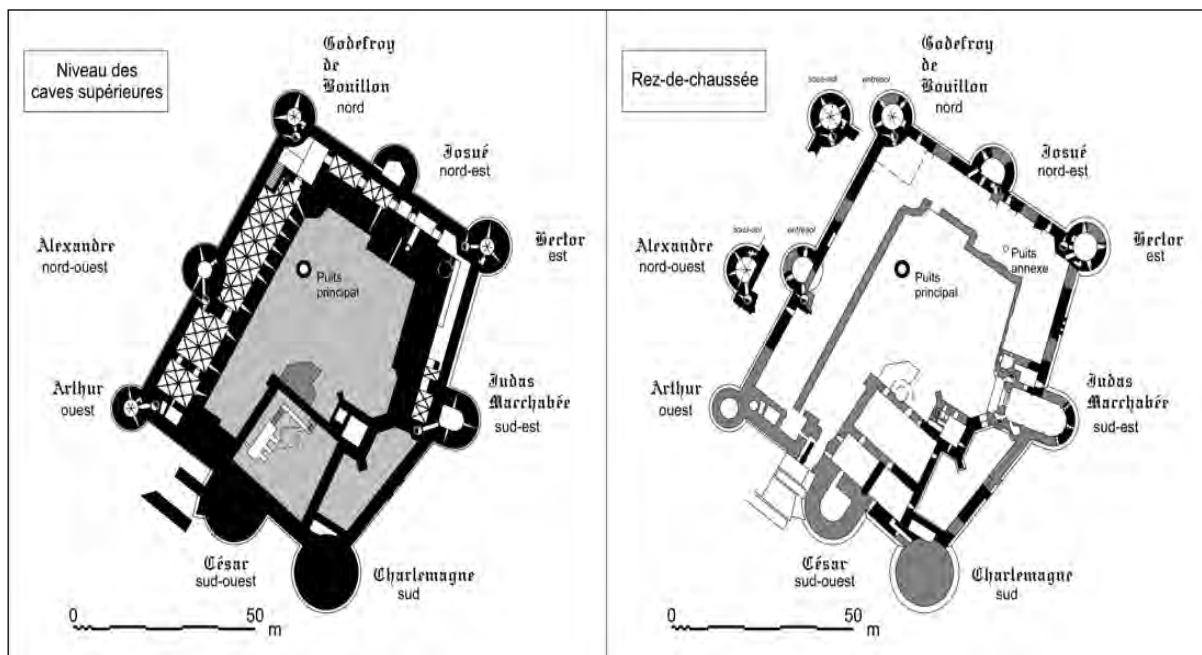 Niveau des
caves supérieures
Godefroy
de
Bouillon
nord
Josué
nord-est
Alexandre
nord-ouest
Hector
est
Puits
principal
Arthur
ouest
Judas
Macchabée
sud-est
César
sud-ouest
Charlemagne
sud
0
50
m
Rez-de-chaussée
Godefroy
de
Bouillon
nord
sous-sol
entresol
Josué
nord-est
Alexandre
nord-ouest
sous-sol
entresol
Hector
est
Puits
annexe
Puits
principal
Arthur
ouest
Judas
Macchabée
sud-est
César
sud-ouest
Charlemagne
sud
0
50
m